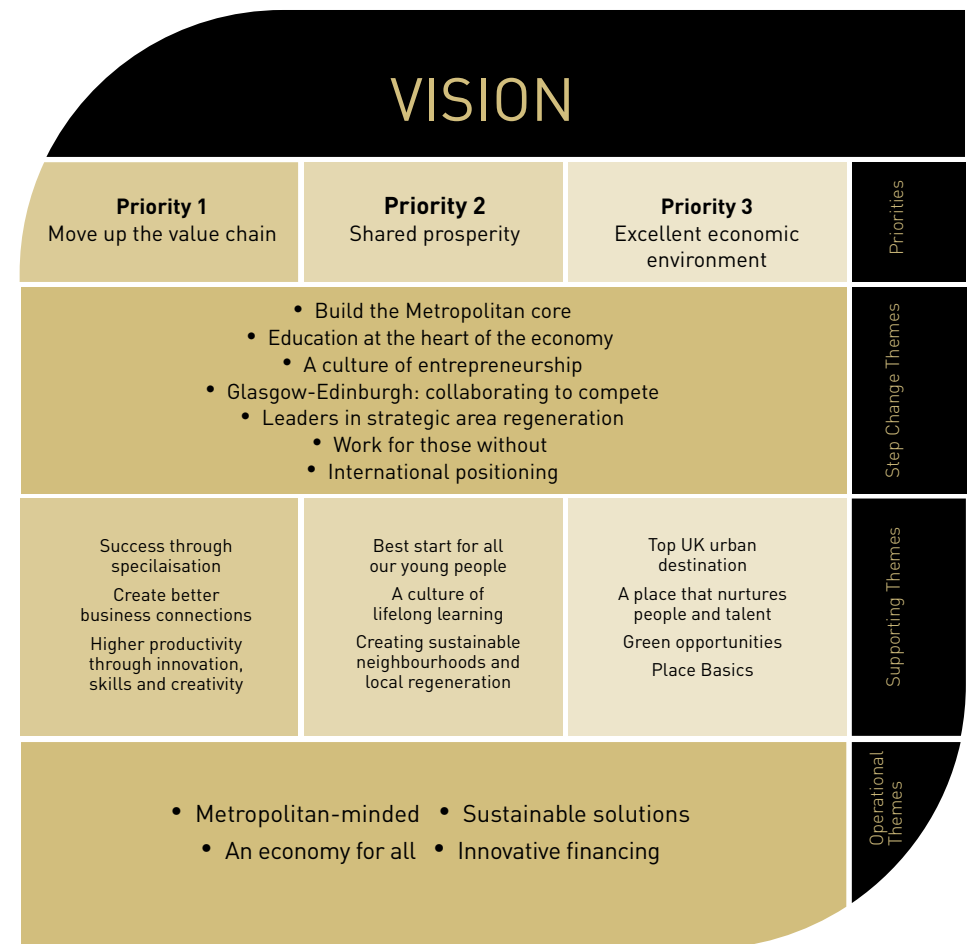 VISION
Priority 1
Move up the value chain
Priority 2
Shared prosperity
Priority 3
Excellent economic
environment
Priorities
• Build the Metropolitan core
• Education at the heart of the economy
• A culture of entrepreneurship
• Glasgow-Edinburgh: collaborating to compete
• Leaders in strategic area regeneration
• Work for those without
• International positioning
Step Change Themes
Success through
specilaisation
Create better
business connections
Higher productivity
through innovation,
skills and creativity
Best start for all
our young people
A culture of
lifelong learning
Creating sustainable
neighbourhoods and
local regeneration
Top UK urban
destination
A place that nurtures
people and talent
Green opportunities
Place Basics
Supporting Themes
• Metropolitan-minded • Sustainable solutions
• An economy for all • Innovative financing
Operational
Themes